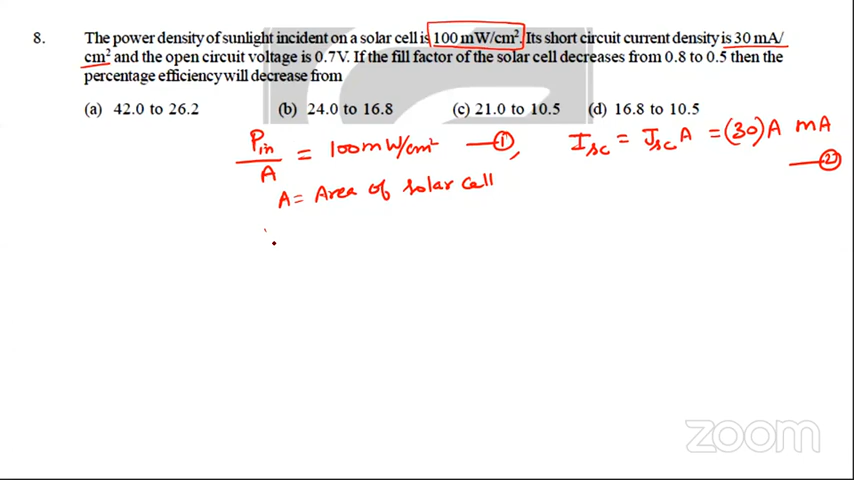 8. The power density of sunlight incident on a solar cell is 100 mW/cm². Its short circuit current density is 30 mA/
cm² and the open circuit voltage is 0.7V. If the fill factor of the solar cell decreases from 0.8 to 0.5 then the
percentage efficiency will decrease from
(a) 42.0 to 26.2 (b) 24.0 to 16.8 (c) 21.0 to 10.5 (d) 16.8 to 10.5
Pin/A = 100mW/cm² —①, Isc = Jsc A = (30)A mA —②
A = Area of solar cell
zoom